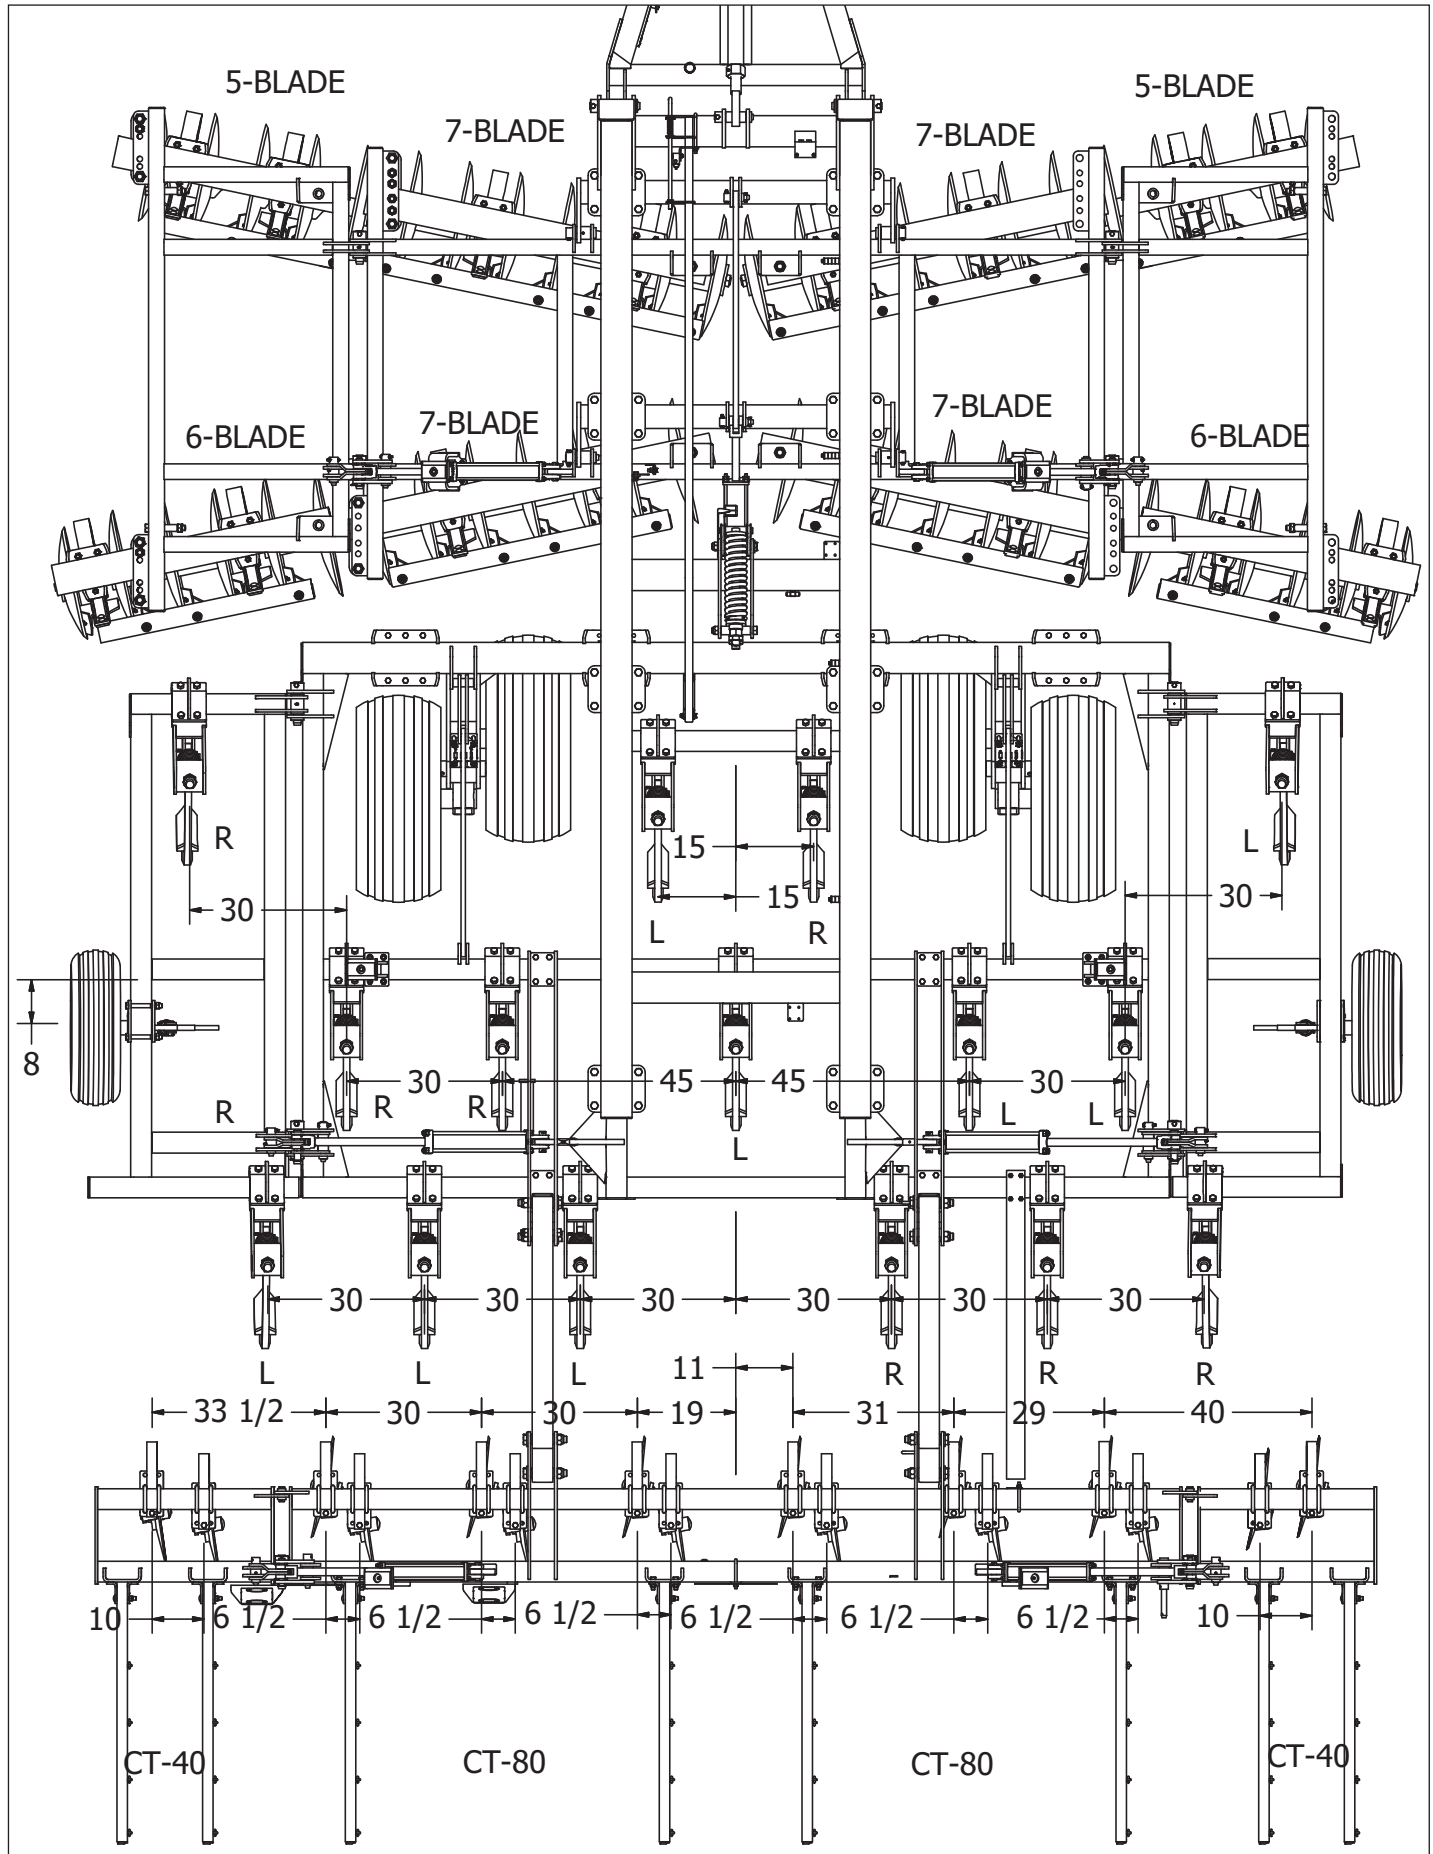 5-BLADE 5-BLADE
7-BLADE 7-BLADE
7-BLADE 7-BLADE
6-BLADE 6-BLADE
R L
15
30 15 30
L R
8
30 45 45 30
R R R L L
L
30 30 30 30 30 30
11
L L L R R R
33 1/2 30 30 19 31 29 40
10 6 1/2 6 1/2 6 1/2 6 1/2 6 1/2 6 1/2 10
CT-40 CT-80 CT-80 CT-40